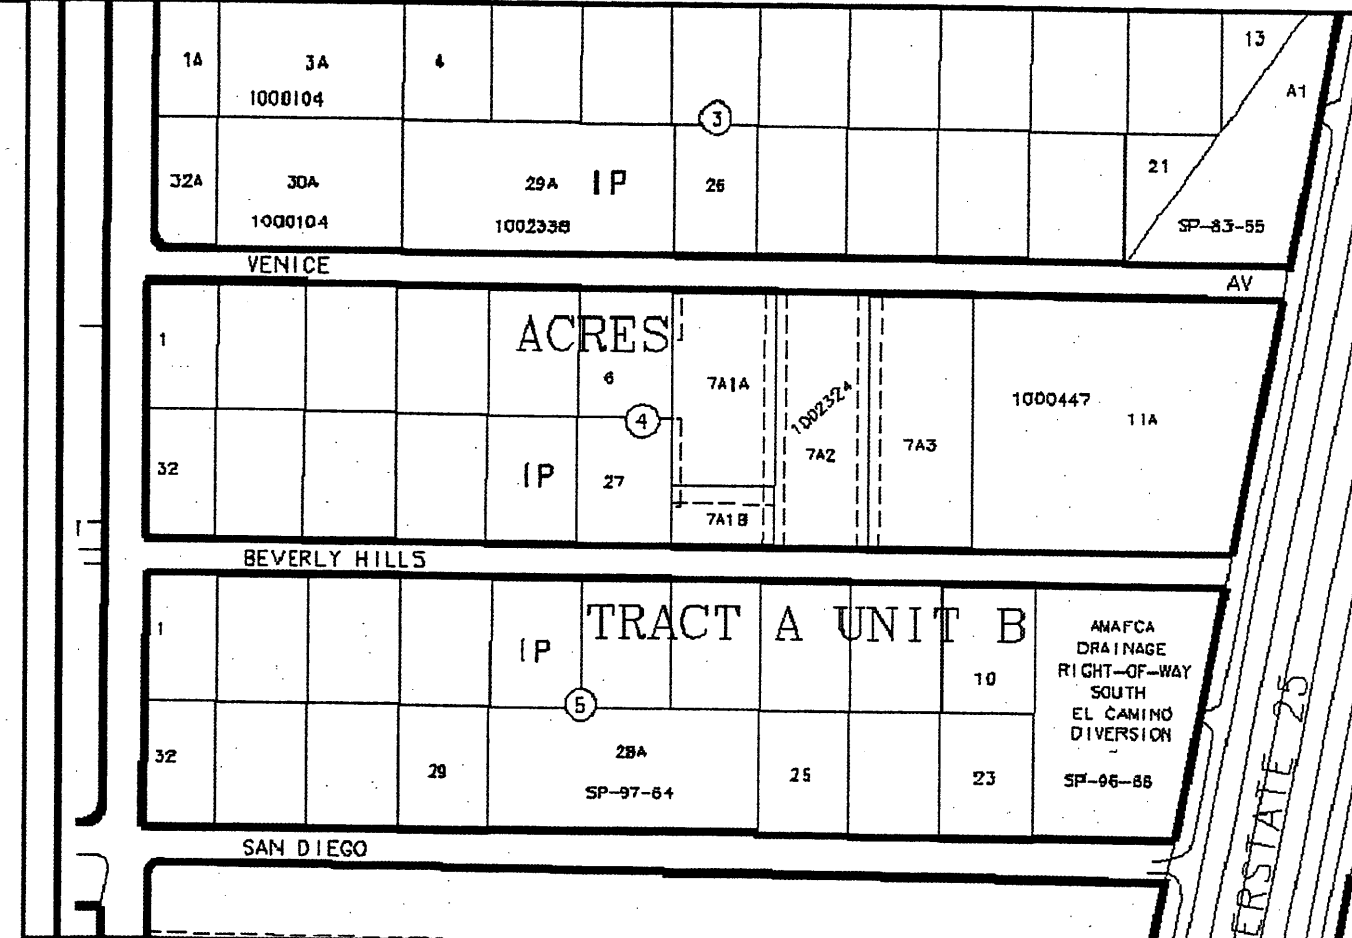 13
1A 3A 4
A1
1000104
3
32A 30A 29A IP 26 21
1000104 1002338 SP-83-55
VENICE AV
1 ACRES
6 7A1A 1002324 1000447 11A
4
7A2 7A3
32 IP 27
7A1B
BEVERLY HILLS
1 TRACT A UNIT B
IP 10
AMAFCA
DRAINAGE
RIGHT-OF-WAY
SOUTH
EL CAMINO
DIVERSION
5
32 29 28A 25 23
SP-97-64 SP-96-68
SAN DIEGO
ERSTATE 25